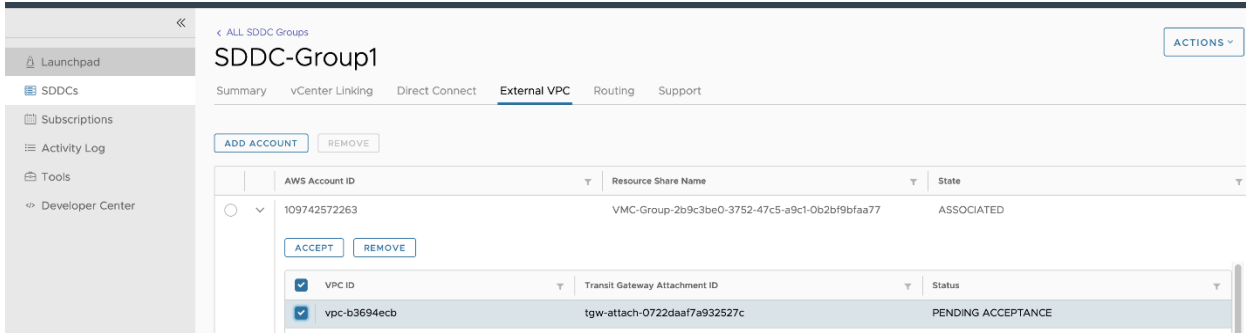 ALL SDDC Groups
SDDC-Group1
ACTIONS
Launchpad
SDDCs
Subscriptions
Activity Log
Tools
Developer Center
Summary vCenter Linking Direct Connect External VPC Routing Support
ADD ACCOUNT REMOVE
AWS Account ID Resource Share Name State
109742572263 VMC-Group-2b9c3be0-3752-47c5-a9c1-0b2bf9bfaa77 ASSOCIATED
ACCEPT REMOVE
VPC ID Transit Gateway Attachment ID Status
vpc-b3694ecb tgw-attach-0722daaf7a932527c PENDING ACCEPTANCE